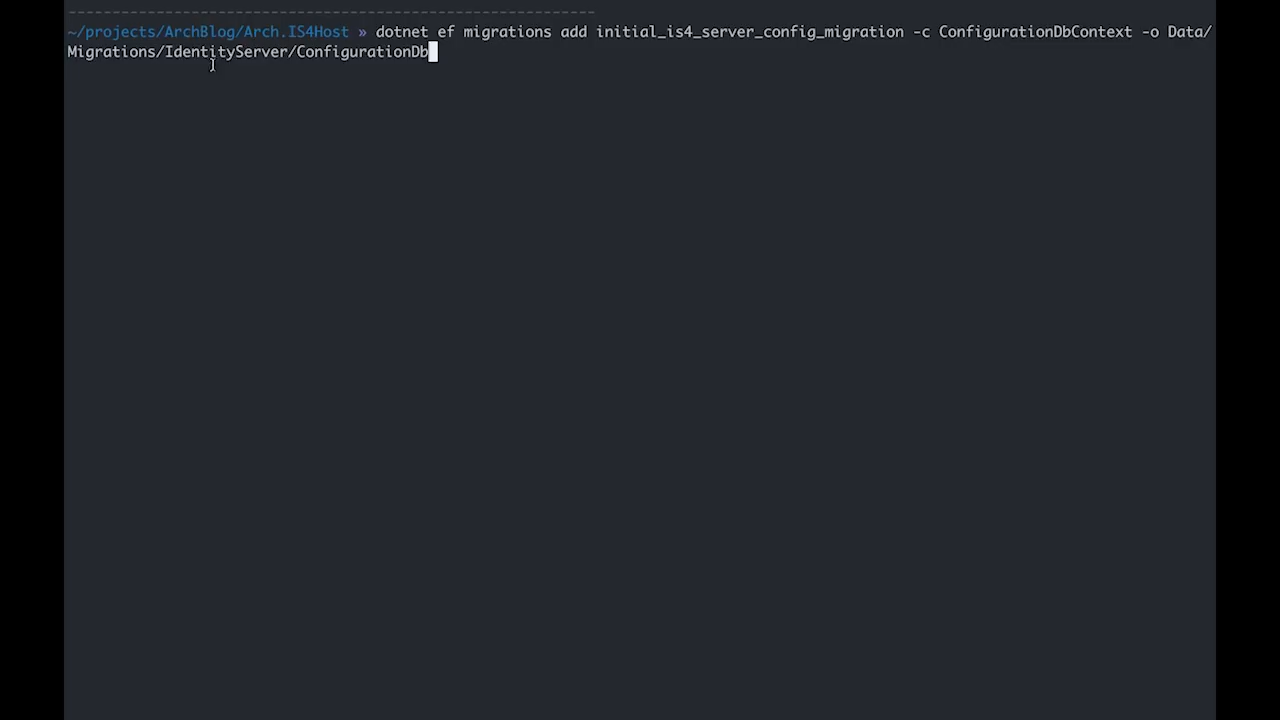 ------------------------------------------------------------
~/projects/ArchBlog/Arch.IS4Host » dotnet ef migrations add initial_is4_server_config_migration -c ConfigurationDbContext -o Data/
Migrations/IdentityServer/ConfigurationDb